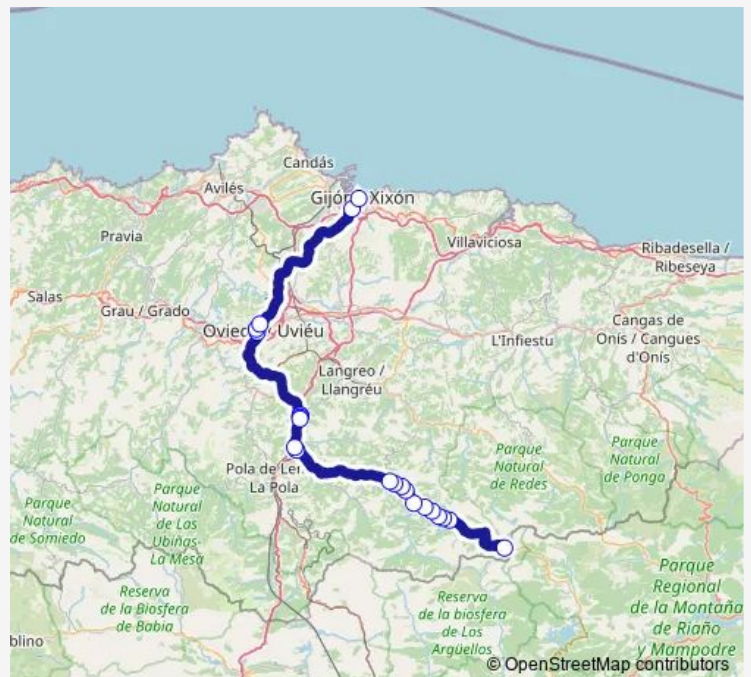 Candás
Avilés
Gijón
Xixón
Pravia
Villaviciosa
Ribadesella /
Ribeseya
Salas
Grau / Grado
Uviéu
L'Infiestu
Cangas de
Onís / Cangues
d'Onís
Langreo /
Llangréu
Parque
Natural
de Redes
Parque
Natural
de Ponga
Pola de
La Pola
Parque
Natural
de Somiedo
Parque
Natural
de Las
Ubiñas-
La Mesa
Parque
Regional
de la Montaña
de Riaño
y Mampodre
Reserva
de la Biosfera
de Babia
Reserva
de la biosfera
de Los
Argüellos
blino
© OpenStreetMap contributors